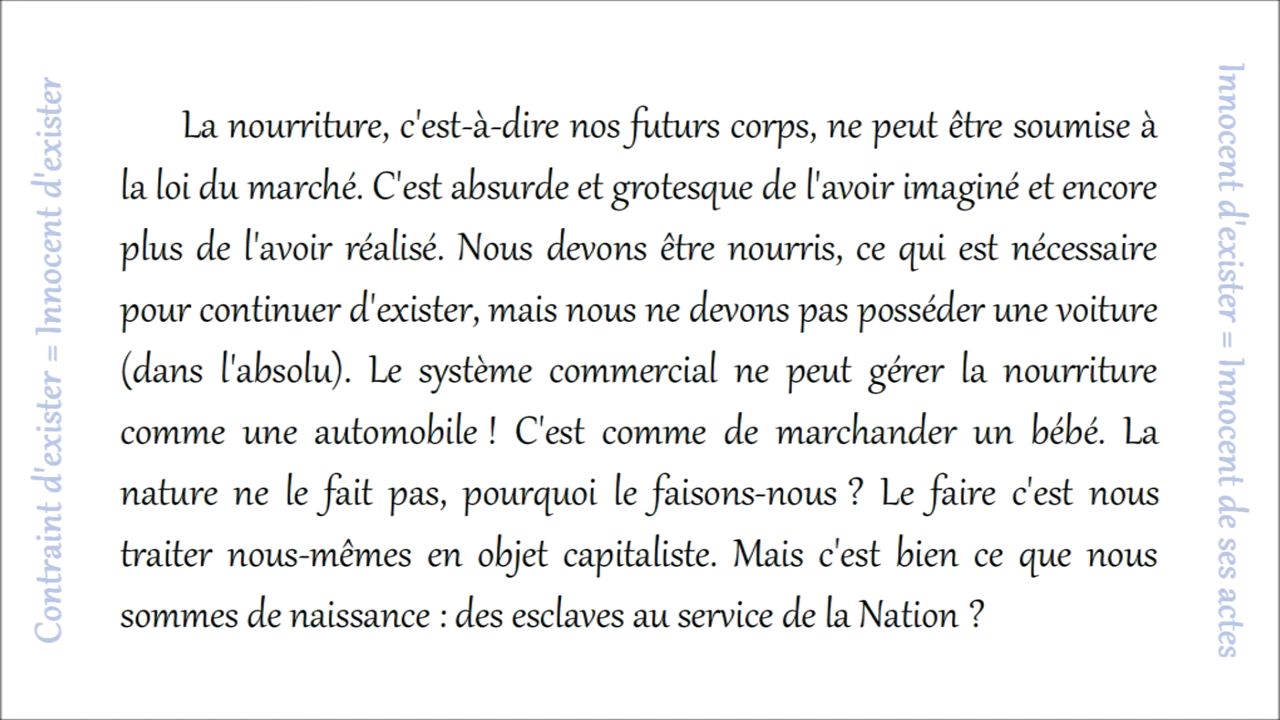 Contraint d'exister = Innocent d'exister
La nourriture, c'est-à-dire nos futurs corps, ne peut être soumise à
la loi du marché. C'est absurde et grotesque de l'avoir imaginé et encore
plus de l'avoir réalisé. Nous devons être nourris, ce qui est nécessaire
pour continuer d'exister, mais nous ne devons pas posséder une voiture
(dans l'absolu). Le système commercial ne peut gérer la nourriture
comme une automobile ! C'est comme de marchander un bébé. La
nature ne le fait pas, pourquoi le faisons-nous ? Le faire c'est nous
traiter nous-mêmes en objet capitaliste. Mais c'est bien ce que nous
sommes de naissance : des esclaves au service de la Nation ?
Innocent d'exister = Innocent de ses actes